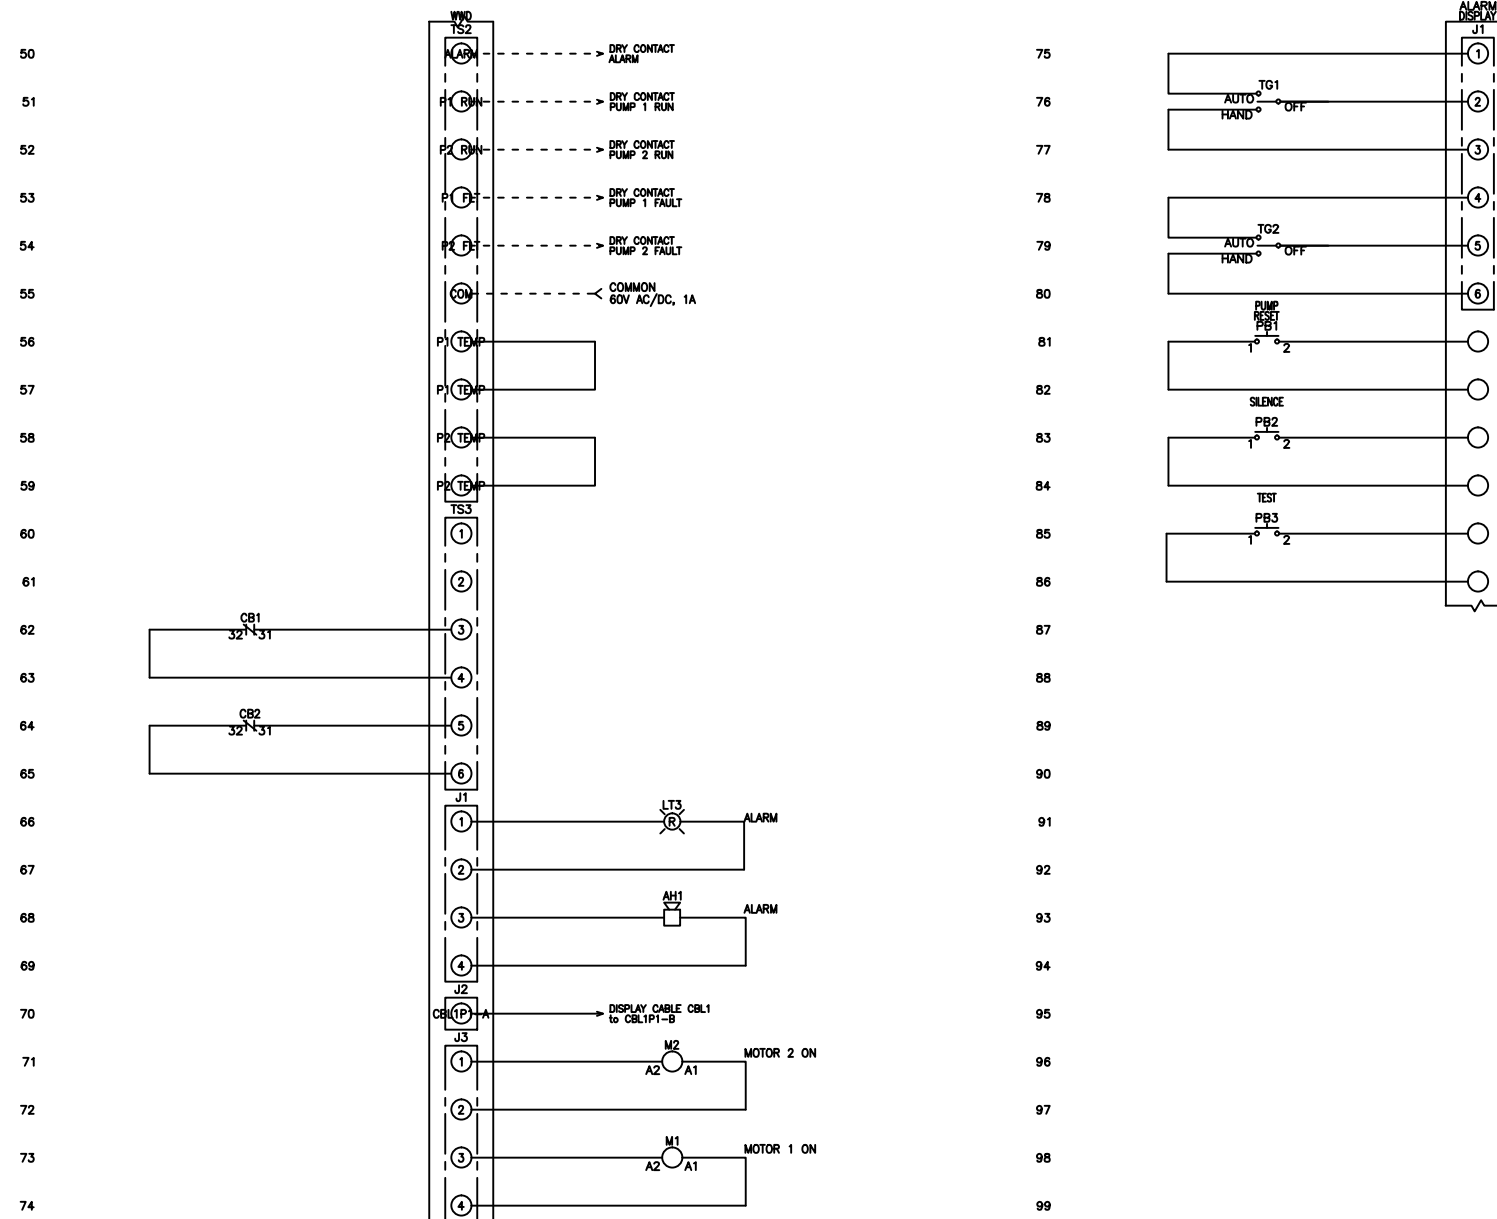 WWD
TS2
50
ALARM
DRY CONTACT
ALARM
51
P1 RUN
DRY CONTACT
PUMP 1 RUN
52
P2 RUN
DRY CONTACT
PUMP 2 RUN
53
P1 FLT
DRY CONTACT
PUMP 1 FAULT
54
P2 FLT
DRY CONTACT
PUMP 2 FAULT
55
COM
COMMON
60V AC/DC, 1A
56
P1 TEMP
57
P1 TEMP
58
P2 TEMP
59
P2 TEMP
TS3
60
1
61
2
CB1
62
32 31
3
63
4
CB2
64
32 31
5
65
6
J1
LT3
66
1
R
ALARM
67
2
AH1
68
3
ALARM
69
4
J2
70
CBL1P1-A
DISPLAY CABLE CBL1
to CBL1P1-B
J3
M2
71
1
A2 A1
MOTOR 2 ON
72
2
M1
73
3
A2 A1
MOTOR 1 ON
74
4
ALARM
DISPLAY
J1
75
1
TG1
76
AUTO
OFF
HAND
2
77
3
78
4
TG2
79
AUTO
OFF
HAND
5
80
6
PUMP
RESET
PB1
81
1 2
82
SILENCE
PB2
83
1 2
84
TEST
PB3
85
1 2
86
87
88
89
90
91
92
93
94
95
96
97
98
99